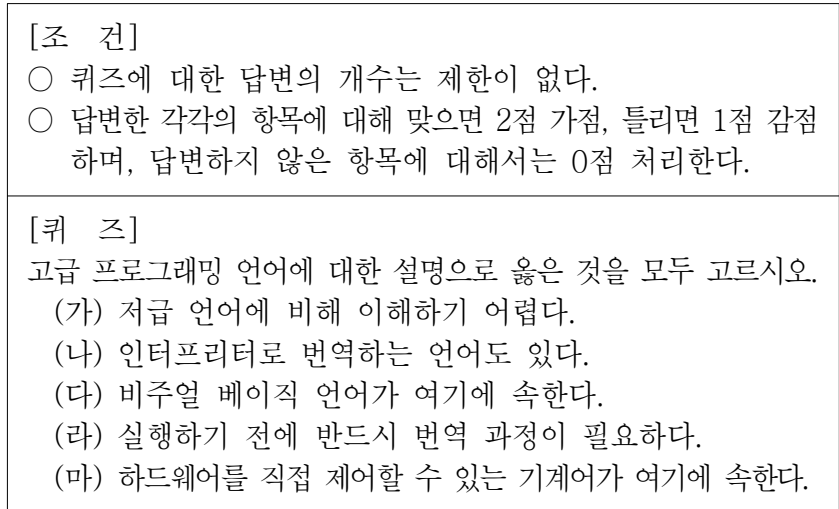 [조 건]
○ 퀴즈에 대한 답변의 개수는 제한이 없다.
○ 답변한 각각의 항목에 대해 맞으면 2점 가점, 틀리면 1점 감점
하며, 답변하지 않은 항목에 대해서는 0점 처리한다.
[퀴 즈]
고급 프로그래밍 언어에 대한 설명으로 옳은 것을 모두 고르시오.
(가) 저급 언어에 비해 이해하기 어렵다.
(나) 인터프리터로 번역하는 언어도 있다.
(다) 비주얼 베이직 언어가 여기에 속한다.
(라) 실행하기 전에 반드시 번역 과정이 필요하다.
(마) 하드웨어를 직접 제어할 수 있는 기계어가 여기에 속한다.